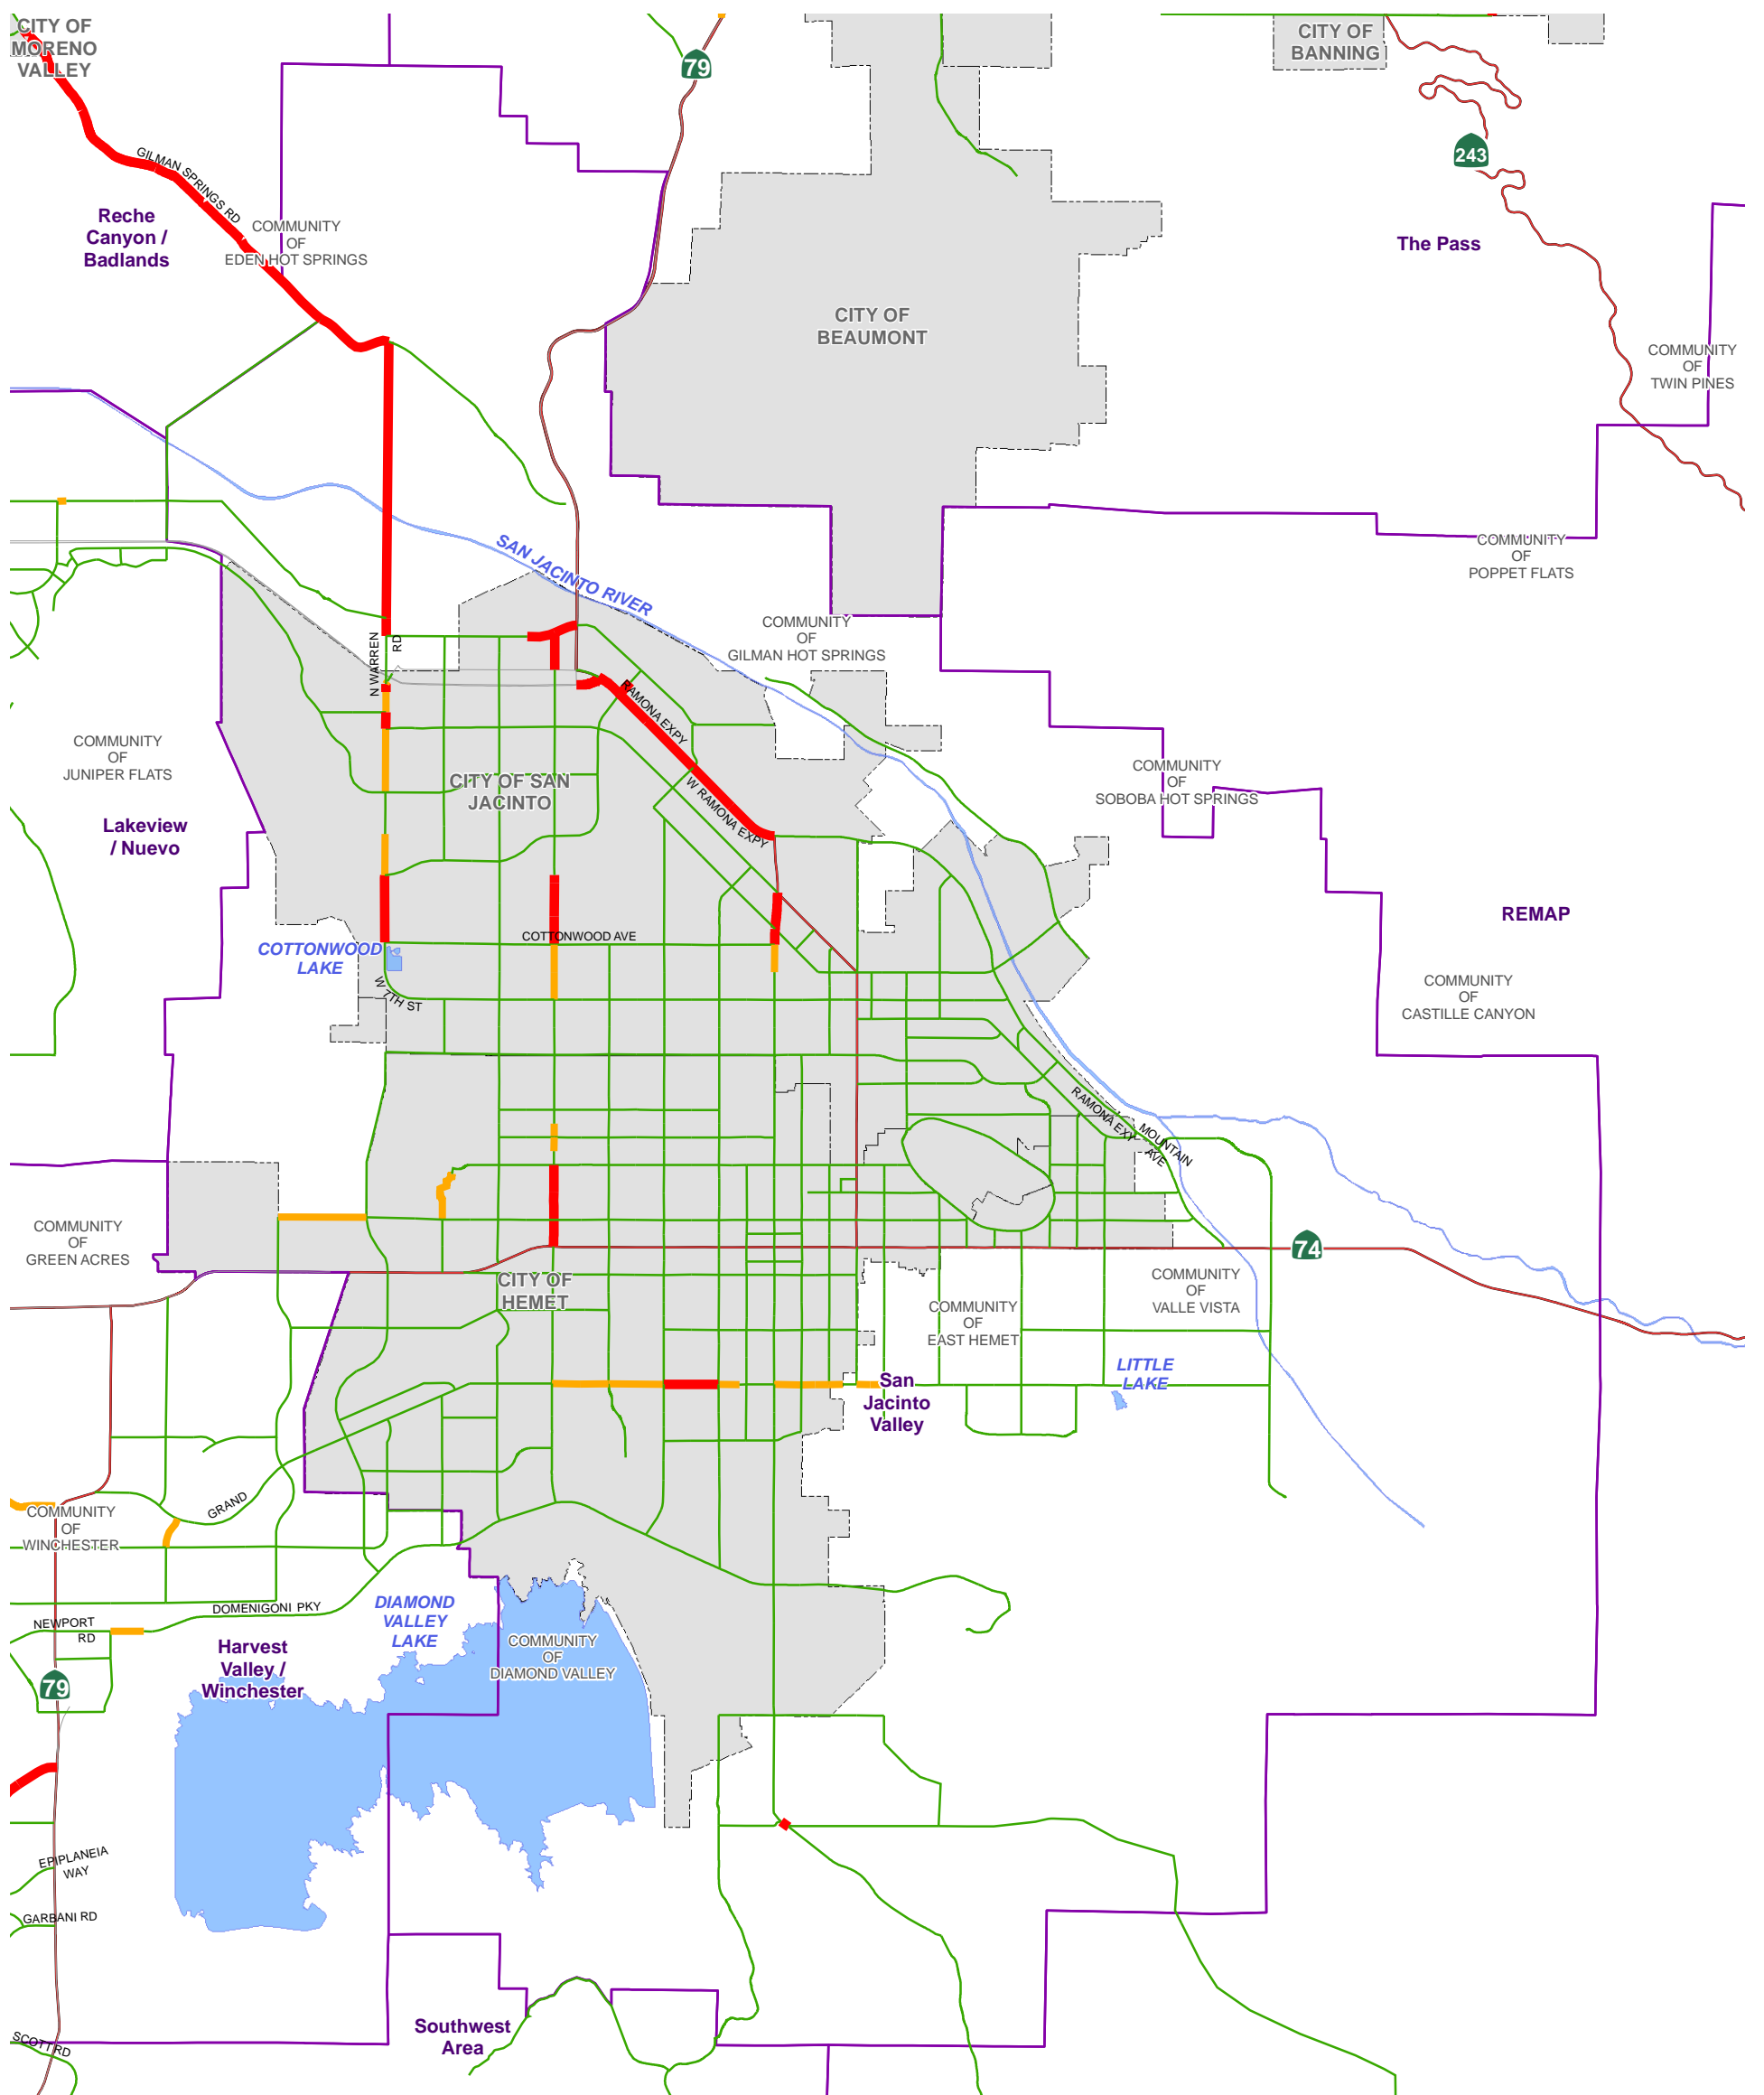 CITY OF
MORENO
VALLEY
79
CITY OF
BANNING
243
GILMAN SPRINGS RD
Reche
Canyon /
Badlands
COMMUNITY
OF
EDEN HOT SPRINGS
The Pass
CITY OF
BEAUMONT
COMMUNITY
OF
TWIN PINES
SAN JACINTO RIVER
COMMUNITY
OF
POPPET FLATS
COMMUNITY
OF
GILMAN HOT SPRINGS
N WARREN
RD
RAMONA EXPY
COMMUNITY
OF
JUNIPER FLATS
CITY OF SAN
JACINTO
W RAMONA EXPY
COMMUNITY
OF
SOBOBA HOT SPRINGS
Lakeview
/ Nuevo
REMAP
COTTONWOOD AVE
COTTONWOOD
LAKE
W 7TH ST
COMMUNITY
OF
CASTILLE CANYON
RAMONA EXY
MOUNTAIN
AVE
COMMUNITY
OF
GREEN ACRES
74
CITY OF
HEMET
COMMUNITY
OF
EAST HEMET
COMMUNITY
OF
VALLE VISTA
LITTLE
LAKE
San
Jacinto
Valley
GRAND
COMMUNITY
OF
WINCHESTER
DOMENIGONI PKY
NEWPORT
RD
DIAMOND
VALLEY
LAKE
COMMUNITY
OF
DIAMOND VALLEY
Harvest
Valley /
Winchester
79
EPIPLANEIA
WAY
GARBANI RD
SCOTT RD
Southwest
Area